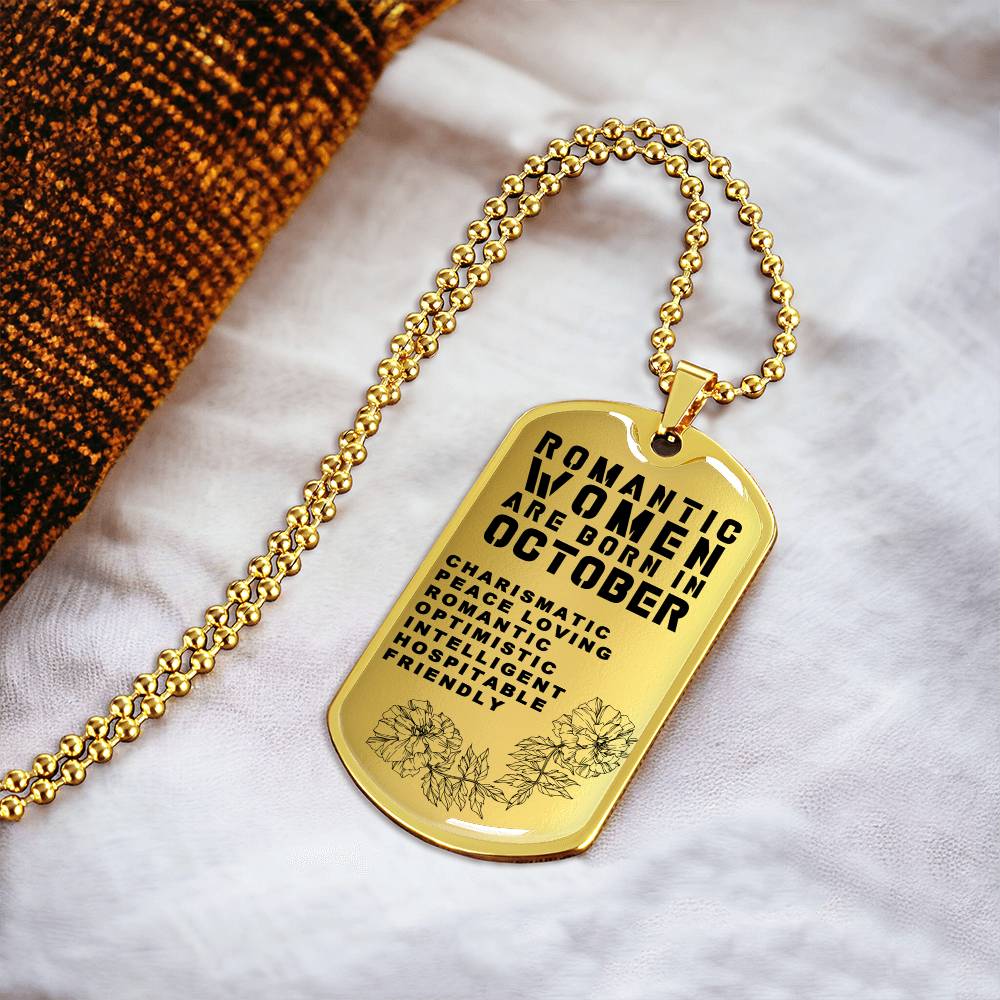 ROMANTIC
WOMEN
ARE BORN IN
OCTOBER
CHARISMATIC
PEACE LOVING
ROMANTIC
OPTIMISTIC
INTELLIGENT
HOSPITABLE
FRIENDLY